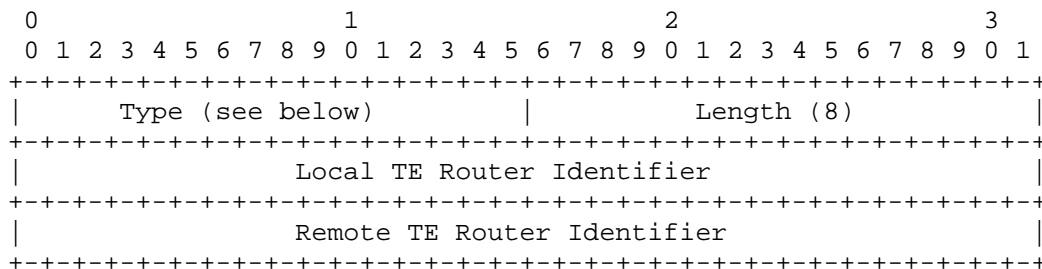 0                   1                   2                   3
 0 1 2 3 4 5 6 7 8 9 0 1 2 3 4 5 6 7 8 9 0 1 2 3 4 5 6 7 8 9 0 1
+-+-+-+-+-+-+-+-+-+-+-+-+-+-+-+-+-+-+-+-+-+-+-+-+-+-+-+-+-+-+-+-+
|      Type (see below)         |          Length (8)           |
+-+-+-+-+-+-+-+-+-+-+-+-+-+-+-+-+-+-+-+-+-+-+-+-+-+-+-+-+-+-+-+-+
|                 Local TE Router Identifier                    |
+-+-+-+-+-+-+-+-+-+-+-+-+-+-+-+-+-+-+-+-+-+-+-+-+-+-+-+-+-+-+-+-+
|                 Remote TE Router Identifier                   |
+-+-+-+-+-+-+-+-+-+-+-+-+-+-+-+-+-+-+-+-+-+-+-+-+-+-+-+-+-+-+-+-+